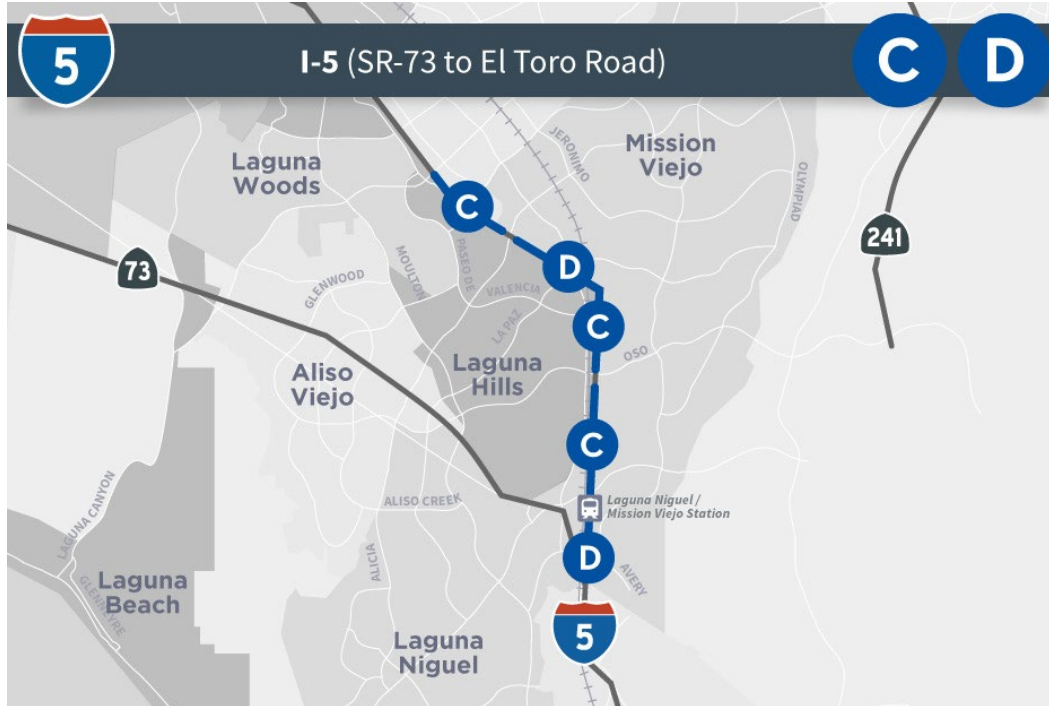 5
I-5 (SR-73 to El Toro Road)
C
D
Laguna
Woods
JERONIMO
Mission
Viejo
OLYMPIAD
C
241
73
GLENWOOD
MOULTON
PASEO DE
VALENCIA
D
LA PAZ
C
OSO
Aliso
Viejo
Laguna
Hills
C
LAGUNA CANYON
ALISO CREEK
Laguna Niguel /
Mission Viejo Station
ALICIA
D
AVERY
Laguna
Beach
GLENNEYRE
5
Laguna
Niguel